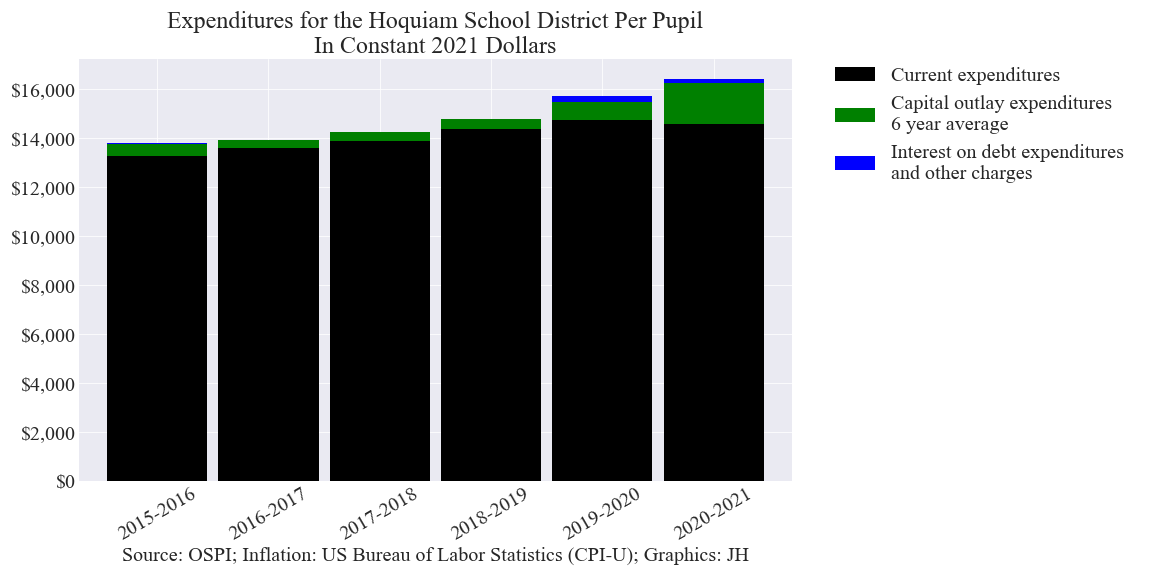 Expenditures for the Hoquiam School District Per Pupil
In Constant 2021 Dollars
$16,000
$14,000
$12,000
$10,000
$8,000
$6,000
$4,000
$2,000
$0
2015-2016
2016-2017
2017-2018
2018-2019
2019-2020
2020-2021
Source: OSPI; Inflation: US Bureau of Labor Statistics (CPI-U); Graphics: JH
Current expenditures
Capital outlay expenditures
6 year average
Interest on debt expenditures
and other charges